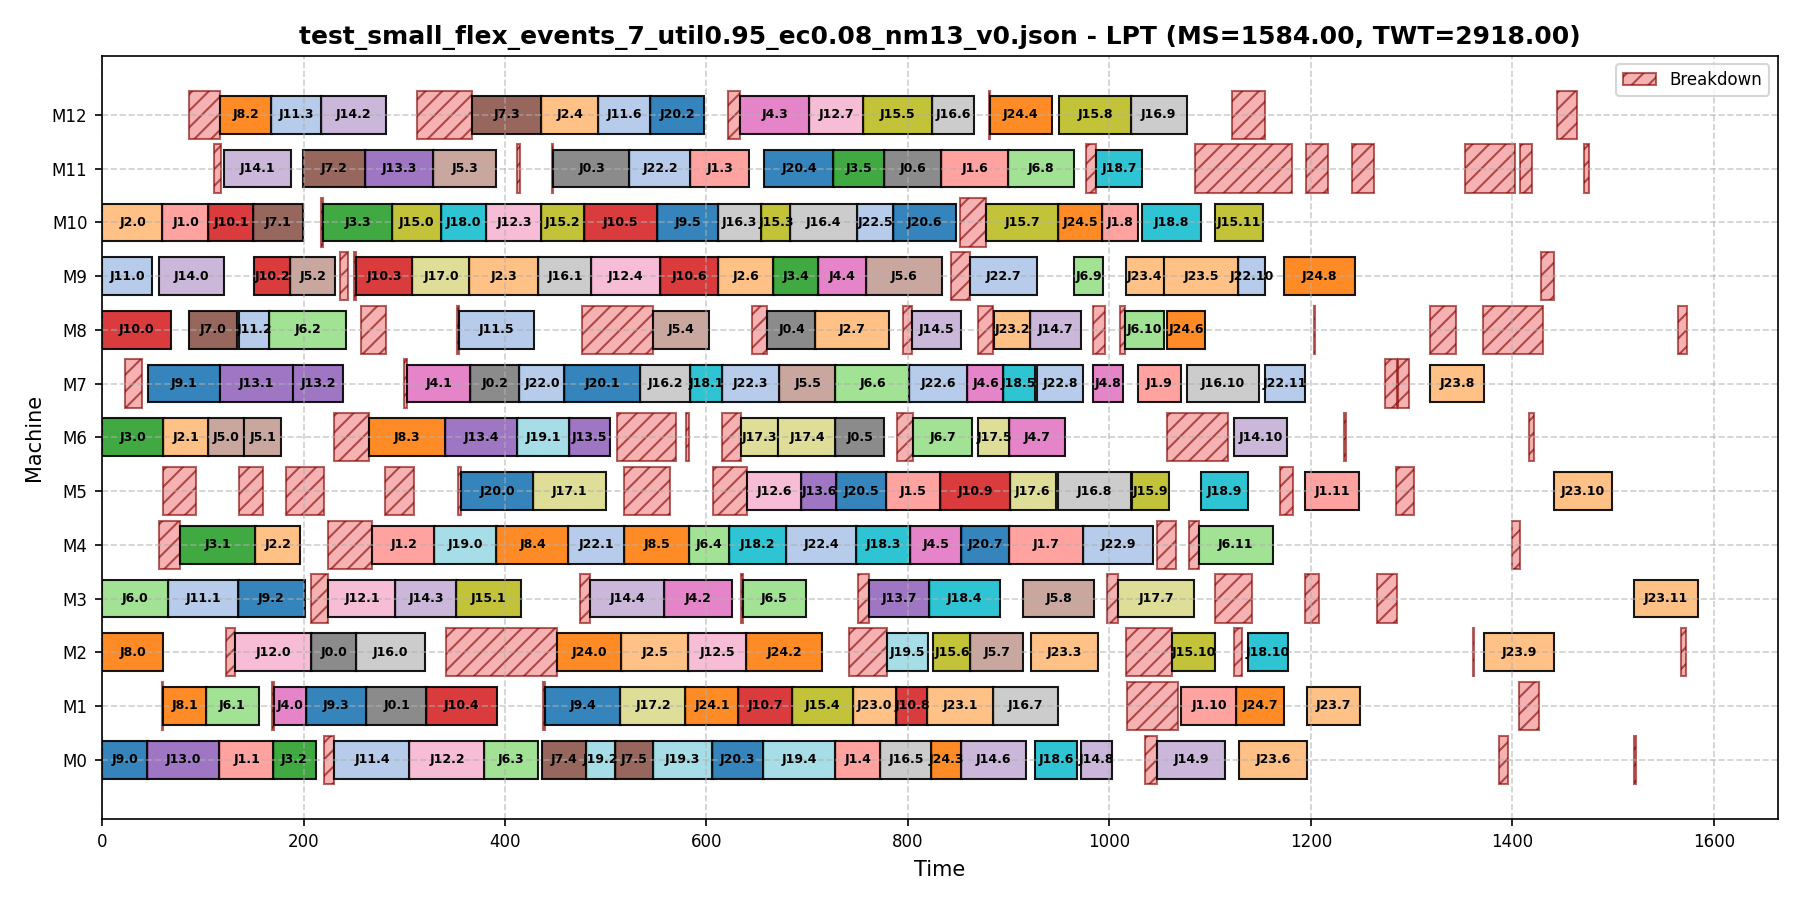 test_small_flex_events_7_util0.95_ec0.08_nm13_v0.json - LPT (MS=1584.00, TWT=2918.00)
Breakdown
M12 J8.2 J11.3 J14.2 J7.3 J2.4 J11.6 J20.2 J4.3 J12.7 J15.5 J16.6 J24.4 J15.8 J16.9
M11 J14.1 J7.2 J13.3 J5.3 J0.3 J22.2 J1.3 J20.4 J3.5 J0.6 J1.6 J6.8 J18.7
M10 J2.0 J1.0 J10.1 J7.1 J3.3 J15.0 J18.0 J12.3 J15.2 J10.5 J9.5 J16.3 J15.3 J16.4 J22.5 J20.6 J15.7 J24.5 J1.8 J18.8 J15.11
M9 J11.0 J14.0 J10.2 J5.2 J10.3 J17.0 J2.3 J16.1 J12.4 J10.6 J2.6 J3.4 J4.4 J5.6 J22.7 J6.9 J23.4 J23.5 J22.10 J24.8
M8 J10.0 J7.0 J11.2 J6.2 J11.5 J5.4 J0.4 J2.7 J14.5 J23.2 J14.7 J6.10 J24.6
M7 J9.1 J13.1 J13.2 J4.1 J0.2 J22.0 J20.1 J16.2 J18.1 J22.3 J5.5 J6.6 J22.6 J4.6 J18.5 J22.8 J4.8 J1.9 J16.10 J22.11 J23.8
M6 J3.0 J2.1 J5.0 J5.1 J8.3 J13.4 J19.1 J13.5 J17.3 J17.4 J0.5 J6.7 J17.5 J4.7 J14.10
M5 J20.0 J17.1 J12.6 J13.6 J20.5 J1.5 J10.9 J17.6 J16.8 J15.9 J18.9 J1.11 J23.10
M4 J3.1 J2.2 J1.2 J19.0 J8.4 J22.1 J8.5 J6.4 J18.2 J22.4 J18.3 J4.5 J20.7 J1.7 J22.9 J6.11
M3 J6.0 J11.1 J9.2 J12.1 J14.3 J15.1 J14.4 J4.2 J6.5 J13.7 J18.4 J5.8 J17.7 J23.11
M2 J8.0 J12.0 J0.0 J16.0 J24.0 J2.5 J12.5 J24.2 J19.5 J15.6 J5.7 J23.3 J15.10 J18.10 J23.9
M1 J8.1 J6.1 J4.0 J9.3 J0.1 J10.4 J9.4 J17.2 J24.1 J10.7 J15.4 J23.0 J10.8 J23.1 J16.7 J1.10 J24.7 J23.7
M0 J9.0 J13.0 J1.1 J3.2 J11.4 J12.2 J6.3 J7.4 J19.2 J7.5 J19.3 J20.3 J19.4 J1.4 J16.5 J24.3 J14.6 J18.6 J14.8 J14.9 J23.6
0 200 400 600 800 1000 1200 1400 1600
Time
Machine